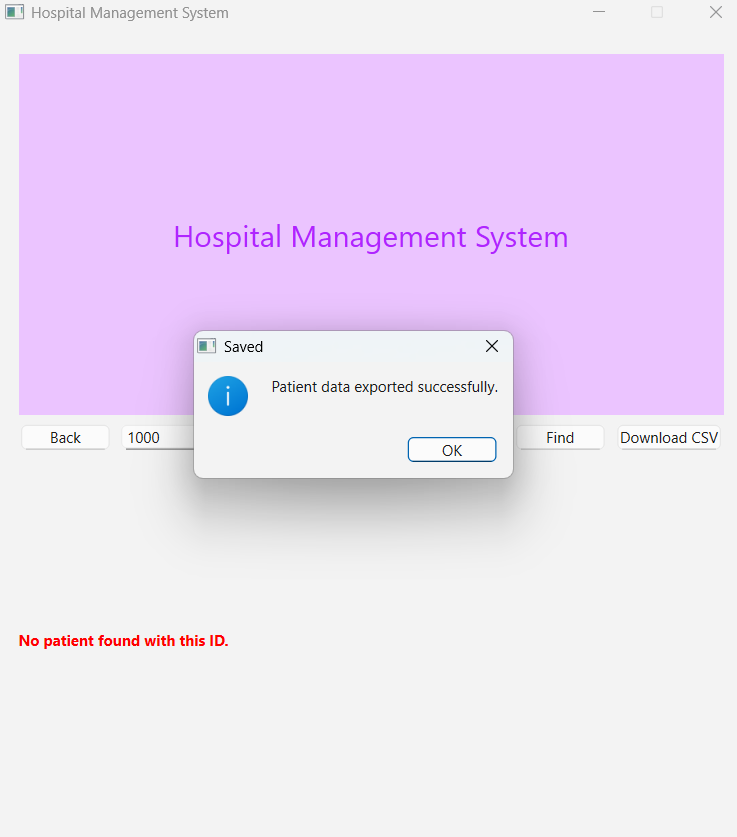 Hospital Management System
Hospital Management System
Saved
Patient data exported successfully.
OK
Back
1000
Find
Download CSV
No patient found with this ID.